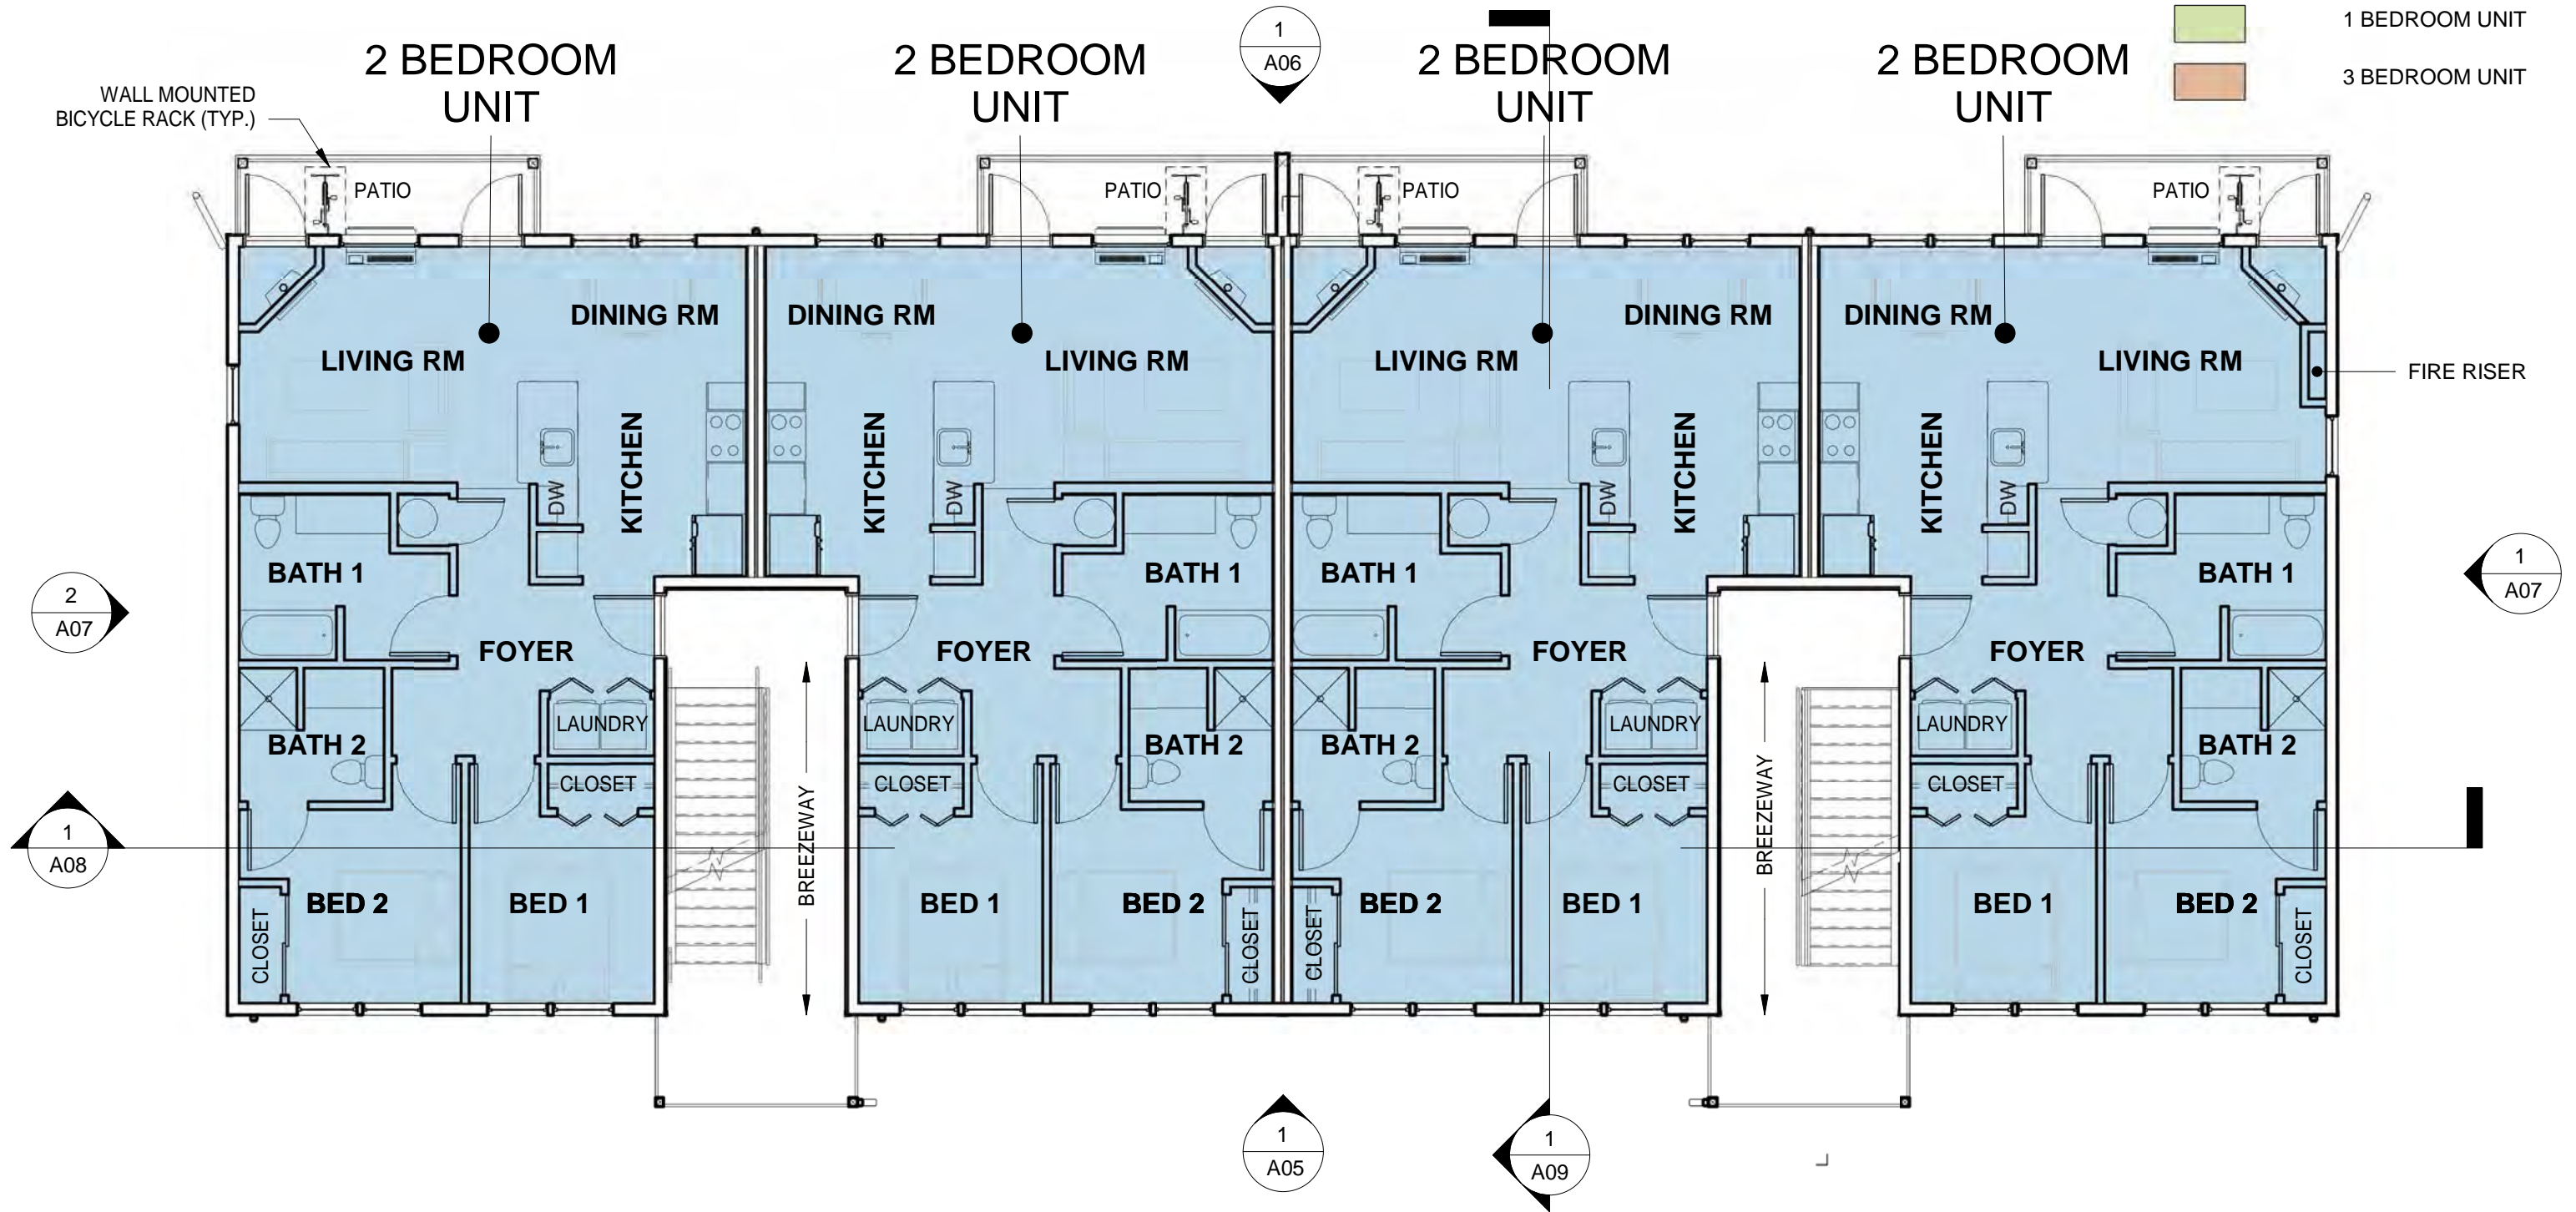 1 BEDROOM UNIT
3 BEDROOM UNIT
1
A06
2 BEDROOM
UNIT
2 BEDROOM
UNIT
2 BEDROOM
UNIT
2 BEDROOM
UNIT
WALL MOUNTED
BICYCLE RACK (TYP.)
PATIO
PATIO
PATIO
PATIO
DINING RM
DINING RM
DINING RM
DINING RM
LIVING RM
LIVING RM
LIVING RM
LIVING RM
FIRE RISER
KITCHEN
KITCHEN
KITCHEN
KITCHEN
DW
DW
DW
DW
BATH 1
BATH 1
BATH 1
BATH 1
2
A07
1
A07
FOYER
FOYER
FOYER
FOYER
LAUNDRY
LAUNDRY
LAUNDRY
LAUNDRY
BATH 2
BATH 2
BATH 2
BATH 2
CLOSET
CLOSET
CLOSET
CLOSET
BREEZEWAY
BREEZEWAY
1
A08
BED 2
BED 1
BED 1
BED 2
BED 2
BED 1
BED 1
BED 2
CLOSET
CLOSET
CLOSET
CLOSET
1
A05
1
A09